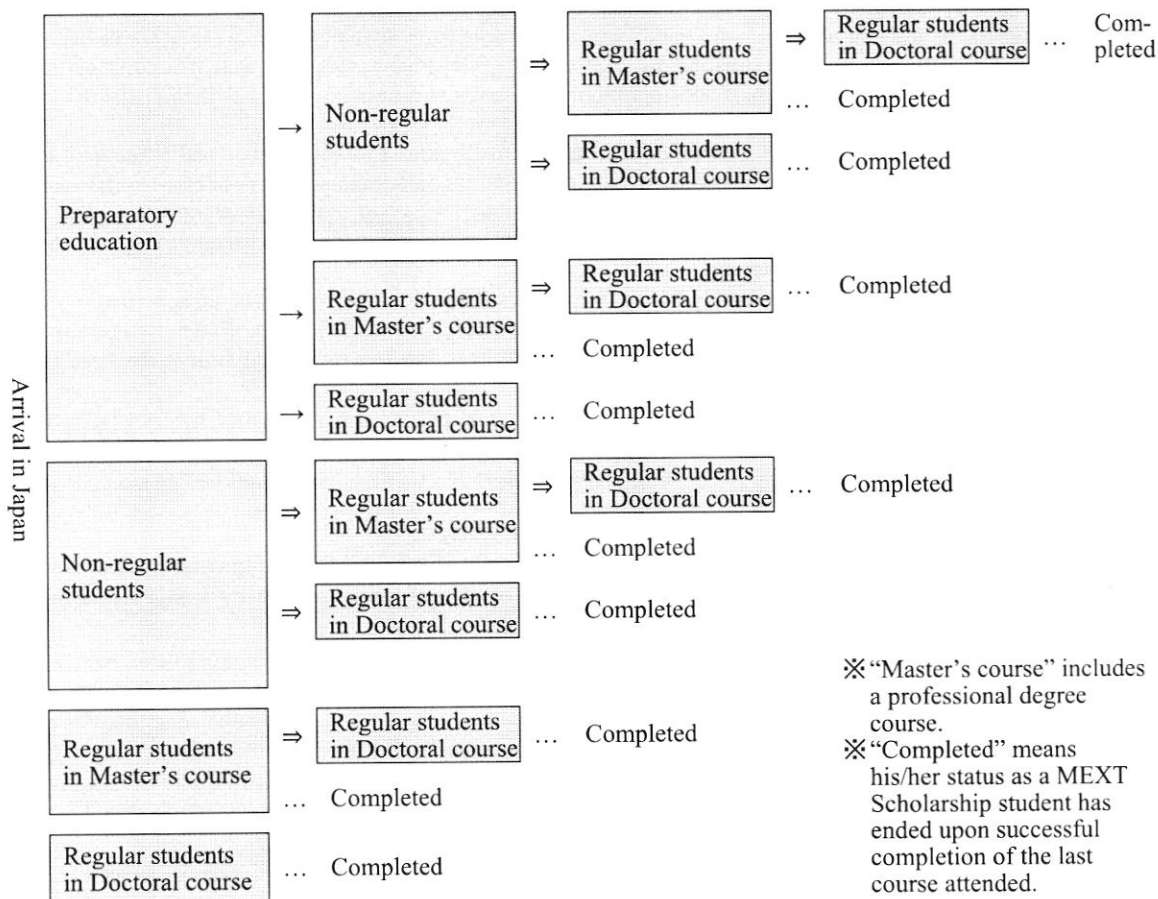 Arrival in Japan
Preparatory
education
→
Non-regular
students
⇒
Regular students
in Master's course
⇒
Regular students
in Doctoral course
… Com-
pleted
… Completed
⇒
Regular students
in Doctoral course
… Completed
→
Regular students
in Master's course
⇒
Regular students
in Doctoral course
… Completed
… Completed
→
Regular students
in Doctoral course
… Completed
Non-regular
students
⇒
Regular students
in Master's course
⇒
Regular students
in Doctoral course
… Completed
… Completed
⇒
Regular students
in Doctoral course
… Completed
Regular students
in Master's course
⇒
Regular students
in Doctoral course
… Completed
… Completed
Regular students
in Doctoral course
… Completed
※“Master's course” includes
a professional degree
course.
※“Completed” means
his/her status as a MEXT
Scholarship student has
ended upon successful
completion of the last
course attended.